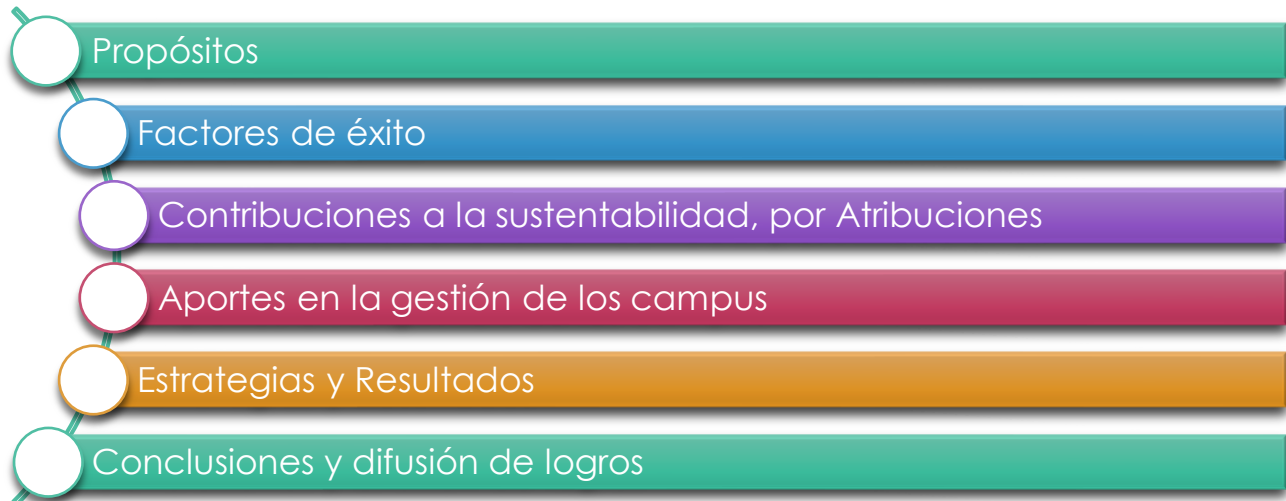 Propósitos
Factores de éxito
Contribuciones a la sustentabilidad, por Atribuciones
Aportes en la gestión de los campus
Estrategias y Resultados
Conclusiones y difusión de logros